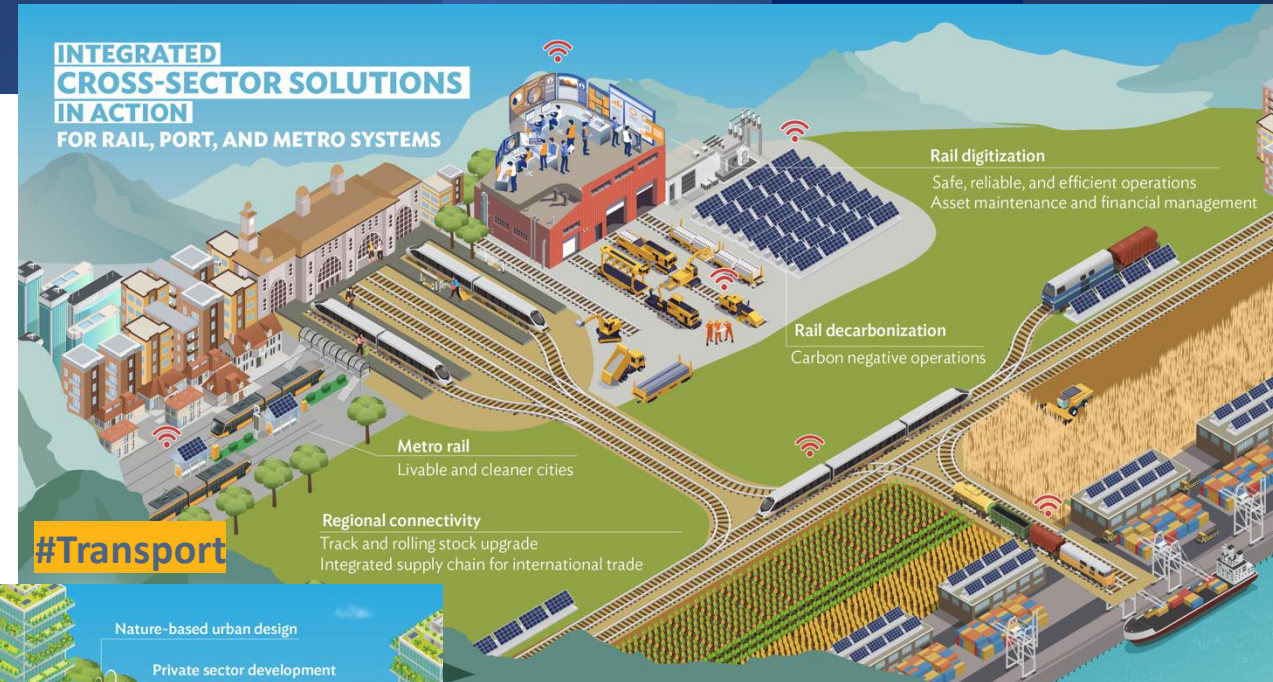 INTEGRATED
CROSS-SECTOR SOLUTIONS
IN ACTION
FOR RAIL, PORT, AND METRO SYSTEMS
Rail digitization
Safe, reliable, and efficient operations
Asset maintenance and financial management
Rail decarbonization
Carbon negative operations
Metro rail
Livable and cleaner cities
Regional connectivity
Track and rolling stock upgrade
Integrated supply chain for international trade
#Transport
Nature-based urban design
Private sector development